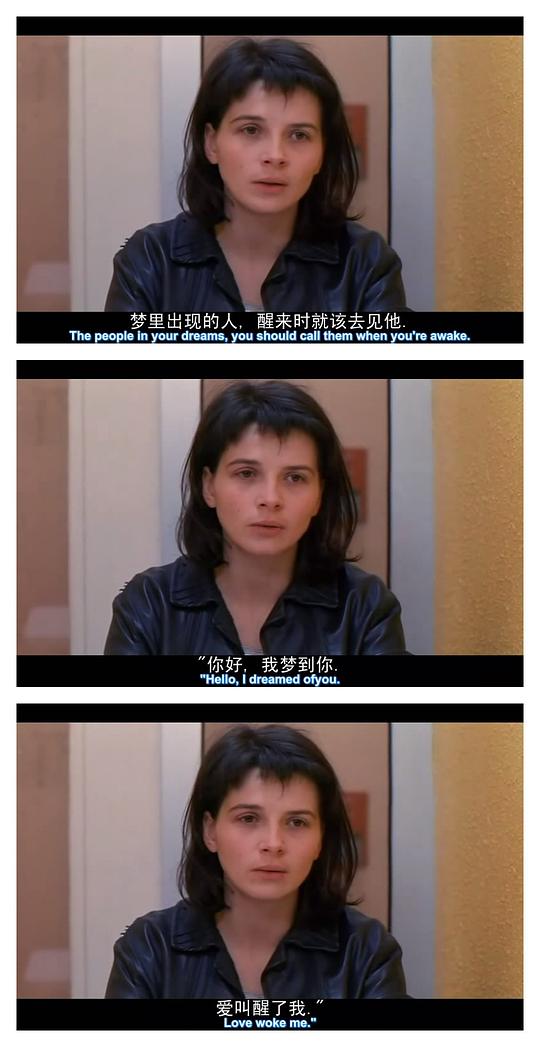 梦里出现的人, 醒来时就该去见他.
The people in your dreams, you should call them when you're awake.
"你好, 我梦到你.
"Hello, I dreamed ofyou.
爱叫醒了我. "
Love woke me."